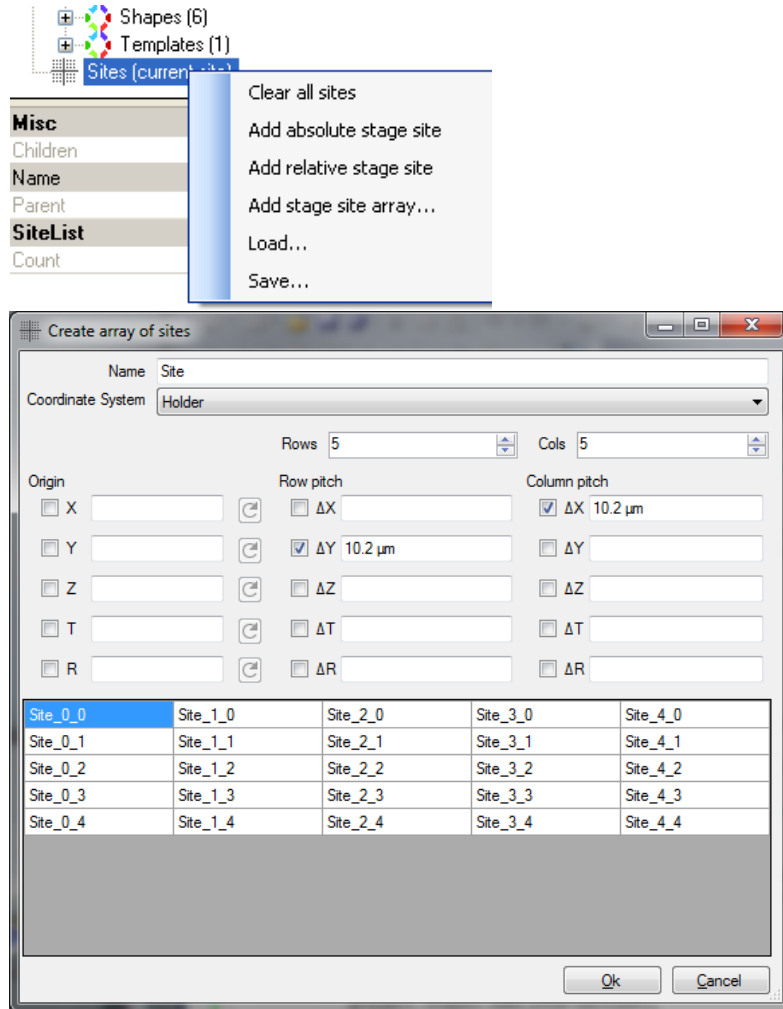 Shapes (6)
Templates (1)
Sites (current site)
Clear all sites
Add absolute stage site
Add relative stage site
Add stage site array...
Load...
Save...
Misc
Children
Name
Parent
SiteList
Count
Create array of sites
Name Site
Coordinate System Holder
Rows 5 Cols 5
Origin Row pitch Column pitch
X ΔX ΔX 10.2 µm
Y ΔY 10.2 µm ΔY
Z ΔZ ΔZ
T ΔT ΔT
R ΔR ΔR
Site_0_0 Site_1_0 Site_2_0 Site_3_0 Site_4_0
Site_0_1 Site_1_1 Site_2_1 Site_3_1 Site_4_1
Site_0_2 Site_1_2 Site_2_2 Site_3_2 Site_4_2
Site_0_3 Site_1_3 Site_2_3 Site_3_3 Site_4_3
Site_0_4 Site_1_4 Site_2_4 Site_3_4 Site_4_4
Ok Cancel